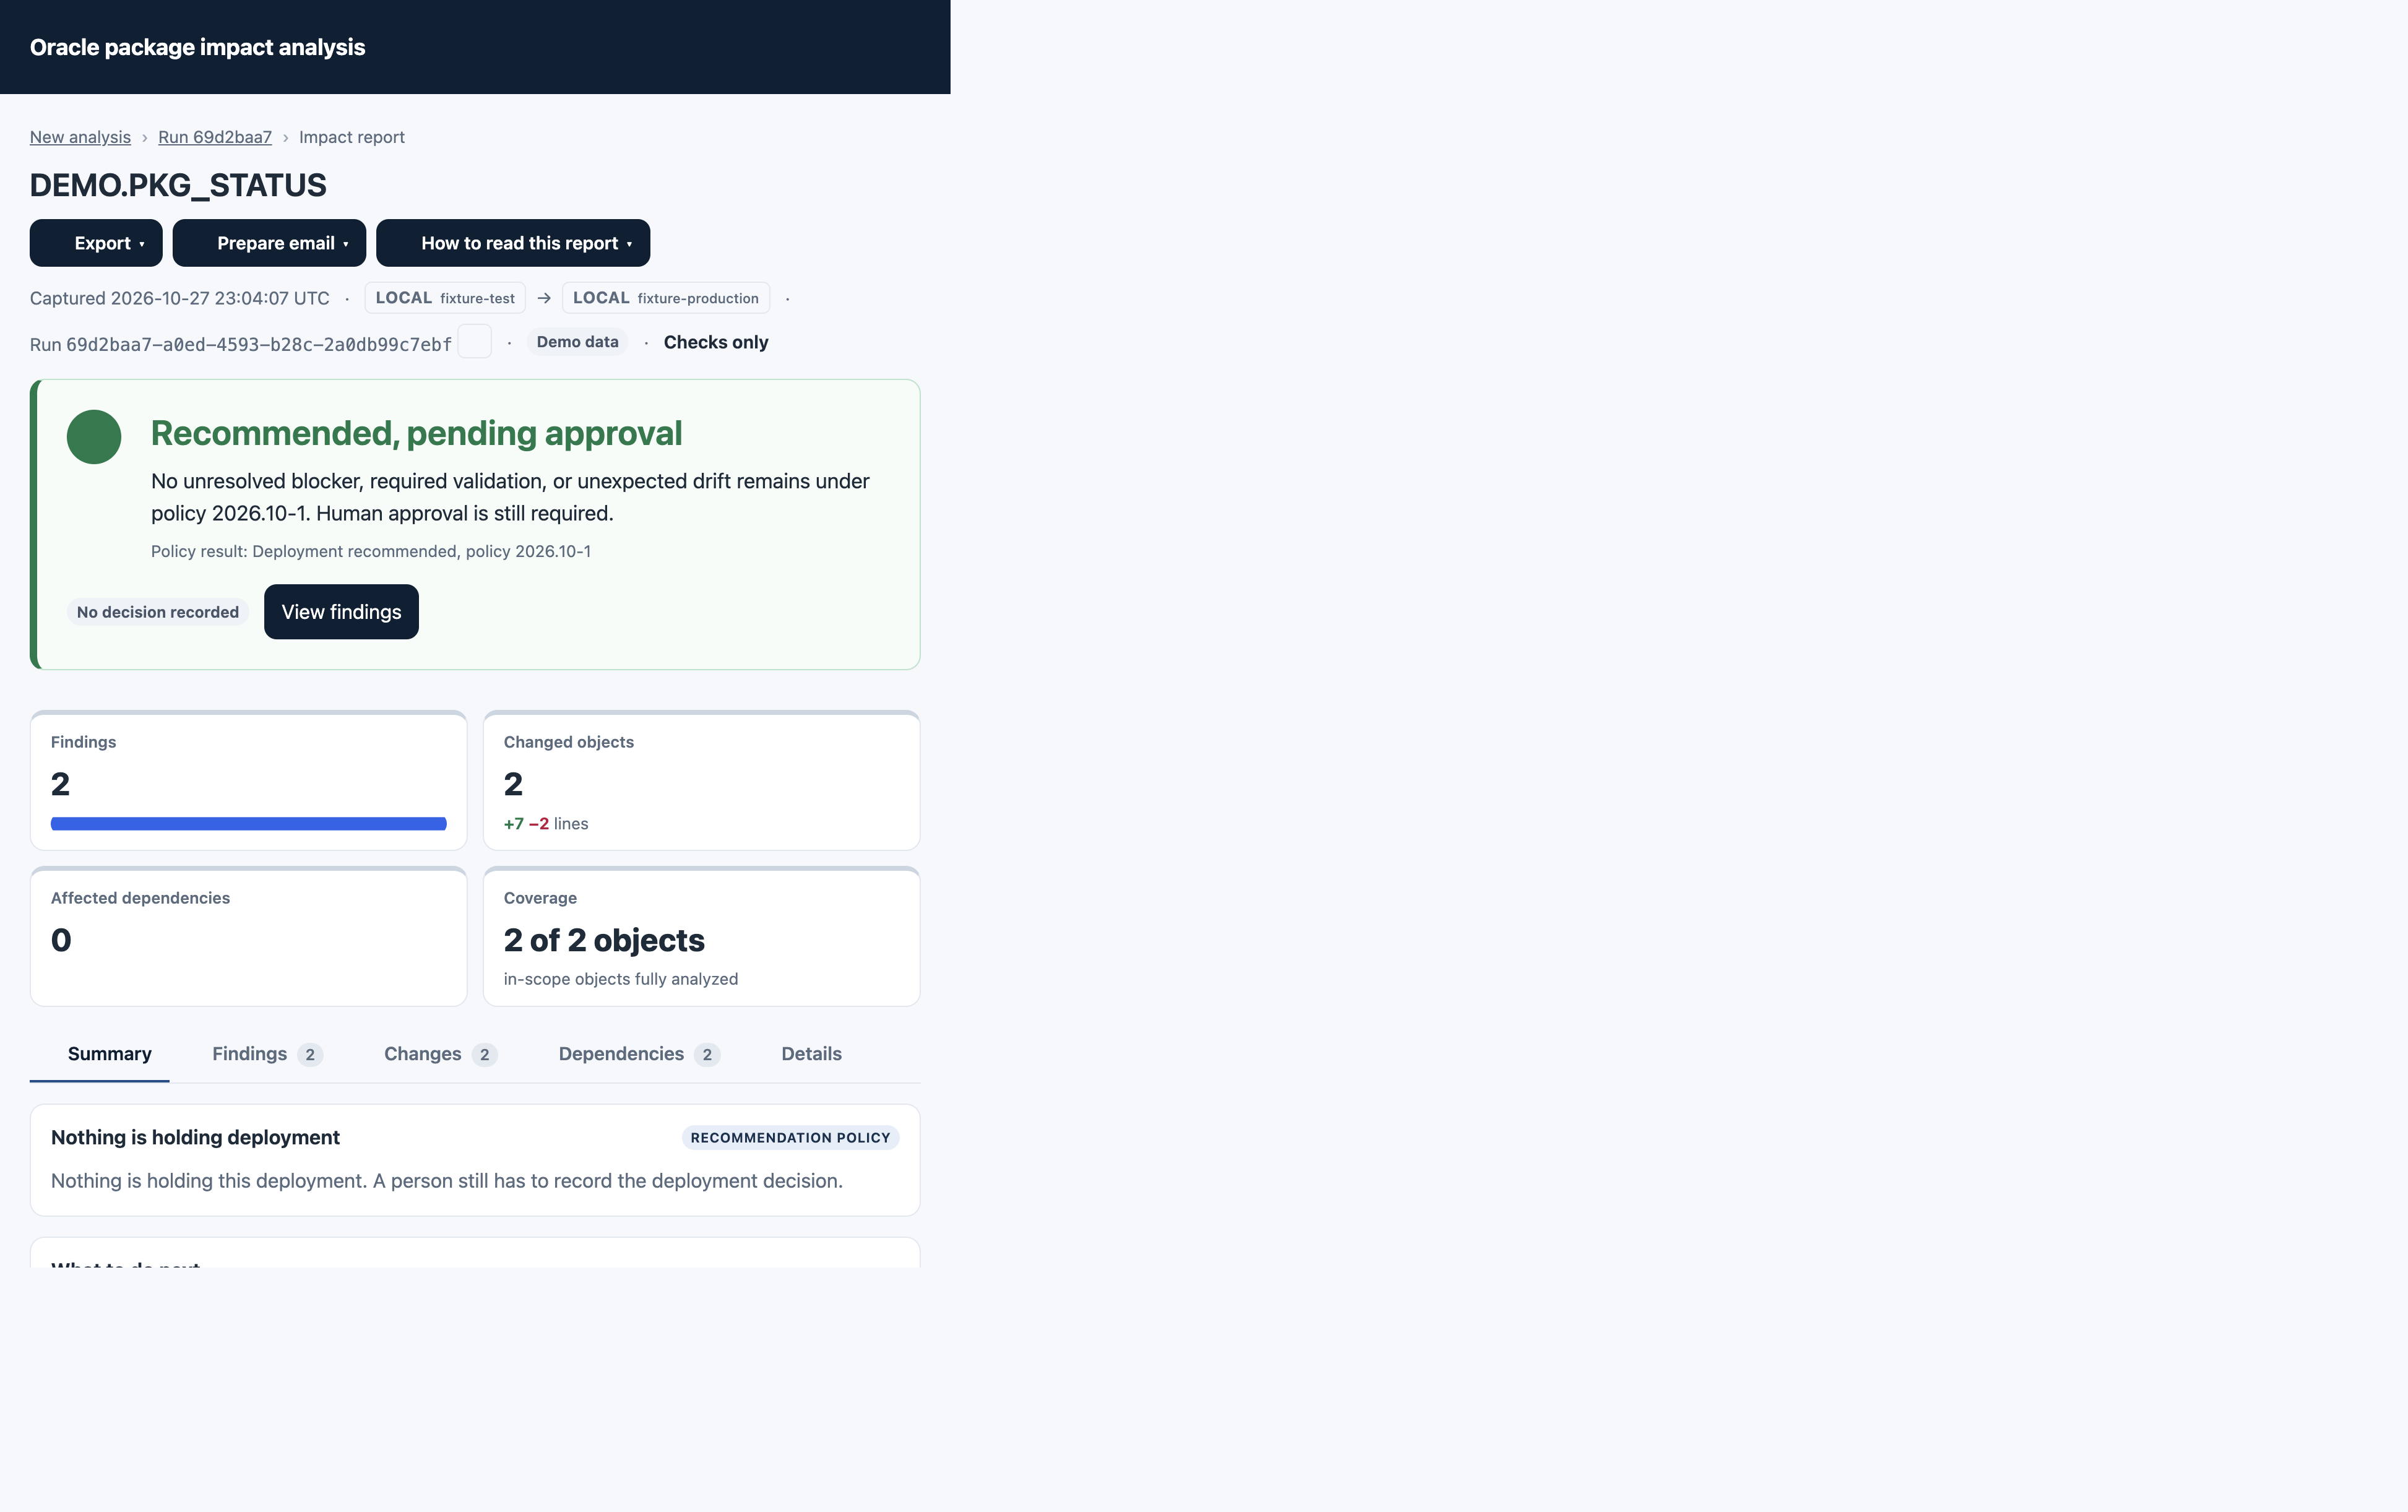 Oracle package impact analysis
New analysis › Run 69d2baa7 › Impact report
DEMO.PKG_STATUS
Export ▾ Prepare email ▾ How to read this report ▾
Captured 2026-10-27 23:04:07 UTC · LOCAL fixture-test → LOCAL fixture-production ·
Run 69d2baa7-a0ed-4593-b28c-2a0db99c7ebf · Demo data · Checks only
Recommended, pending approval
No unresolved blocker, required validation, or unexpected drift remains under
policy 2026.10-1. Human approval is still required.
Policy result: Deployment recommended, policy 2026.10-1
No decision recorded View findings
Findings
2
Changed objects
2
+7 −2 lines
Affected dependencies
0
Coverage
2 of 2 objects
in-scope objects fully analyzed
Summary Findings 2 Changes 2 Dependencies 2 Details
Nothing is holding deployment RECOMMENDATION POLICY
Nothing is holding this deployment. A person still has to record the deployment decision.
What to do next